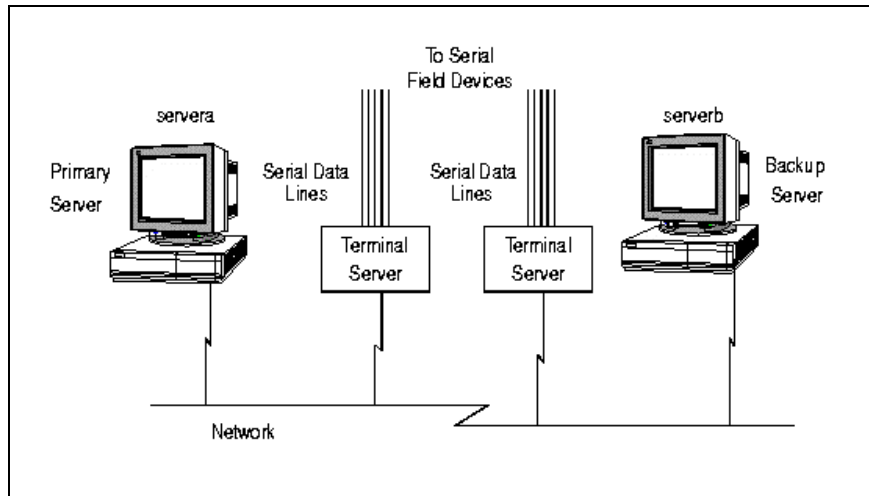 To Serial
Field Devices
servera
serverb
Primary
Server
Serial Data
Lines
Serial Data
Lines
Backup
Server
Terminal
Server
Terminal
Server
Network